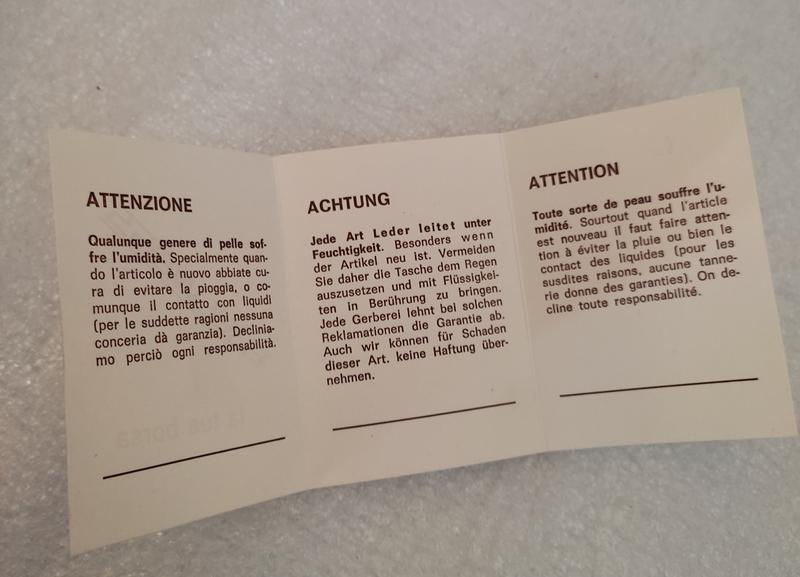 ATTENZIONE
Qualunque genere di pelle sof-
fre l'umidità. Specialmente quan-
do l'articolo è nuovo abbiate cu-
ra di evitare la pioggia, o co-
munque il contatto con liquidi
(per le suddette ragioni nessuna
conceria dà garanzia). Declinia-
mo perciò ogni responsabilità.
la tua borsa
ACHTUNG
Jede Art Leder leitet unter
Feuchtigkeit. Besonders wenn
der Artikel neu ist. Vermeiden
Sie daher die Tasche dem Regen
auszusetzen und mit Flüssigkei-
ten in Berührung zu bringen.
Jede Gerberei lehnt bei solchen
Reklamationen die Garantie ab.
Auch wir können für Schaden
dieser Art. keine Haftung über-
nehmen.
ATTENTION
Toute sorte de peau souffre l'u-
midité. Sourtout quand l'article
est nouveau il faut faire atten-
tion à éviter la pluie ou bien le
contact des liquides (pour les
susdites raisons, aucune tanne-
rie donne des garanties). On de-
cline toute responsabilité.